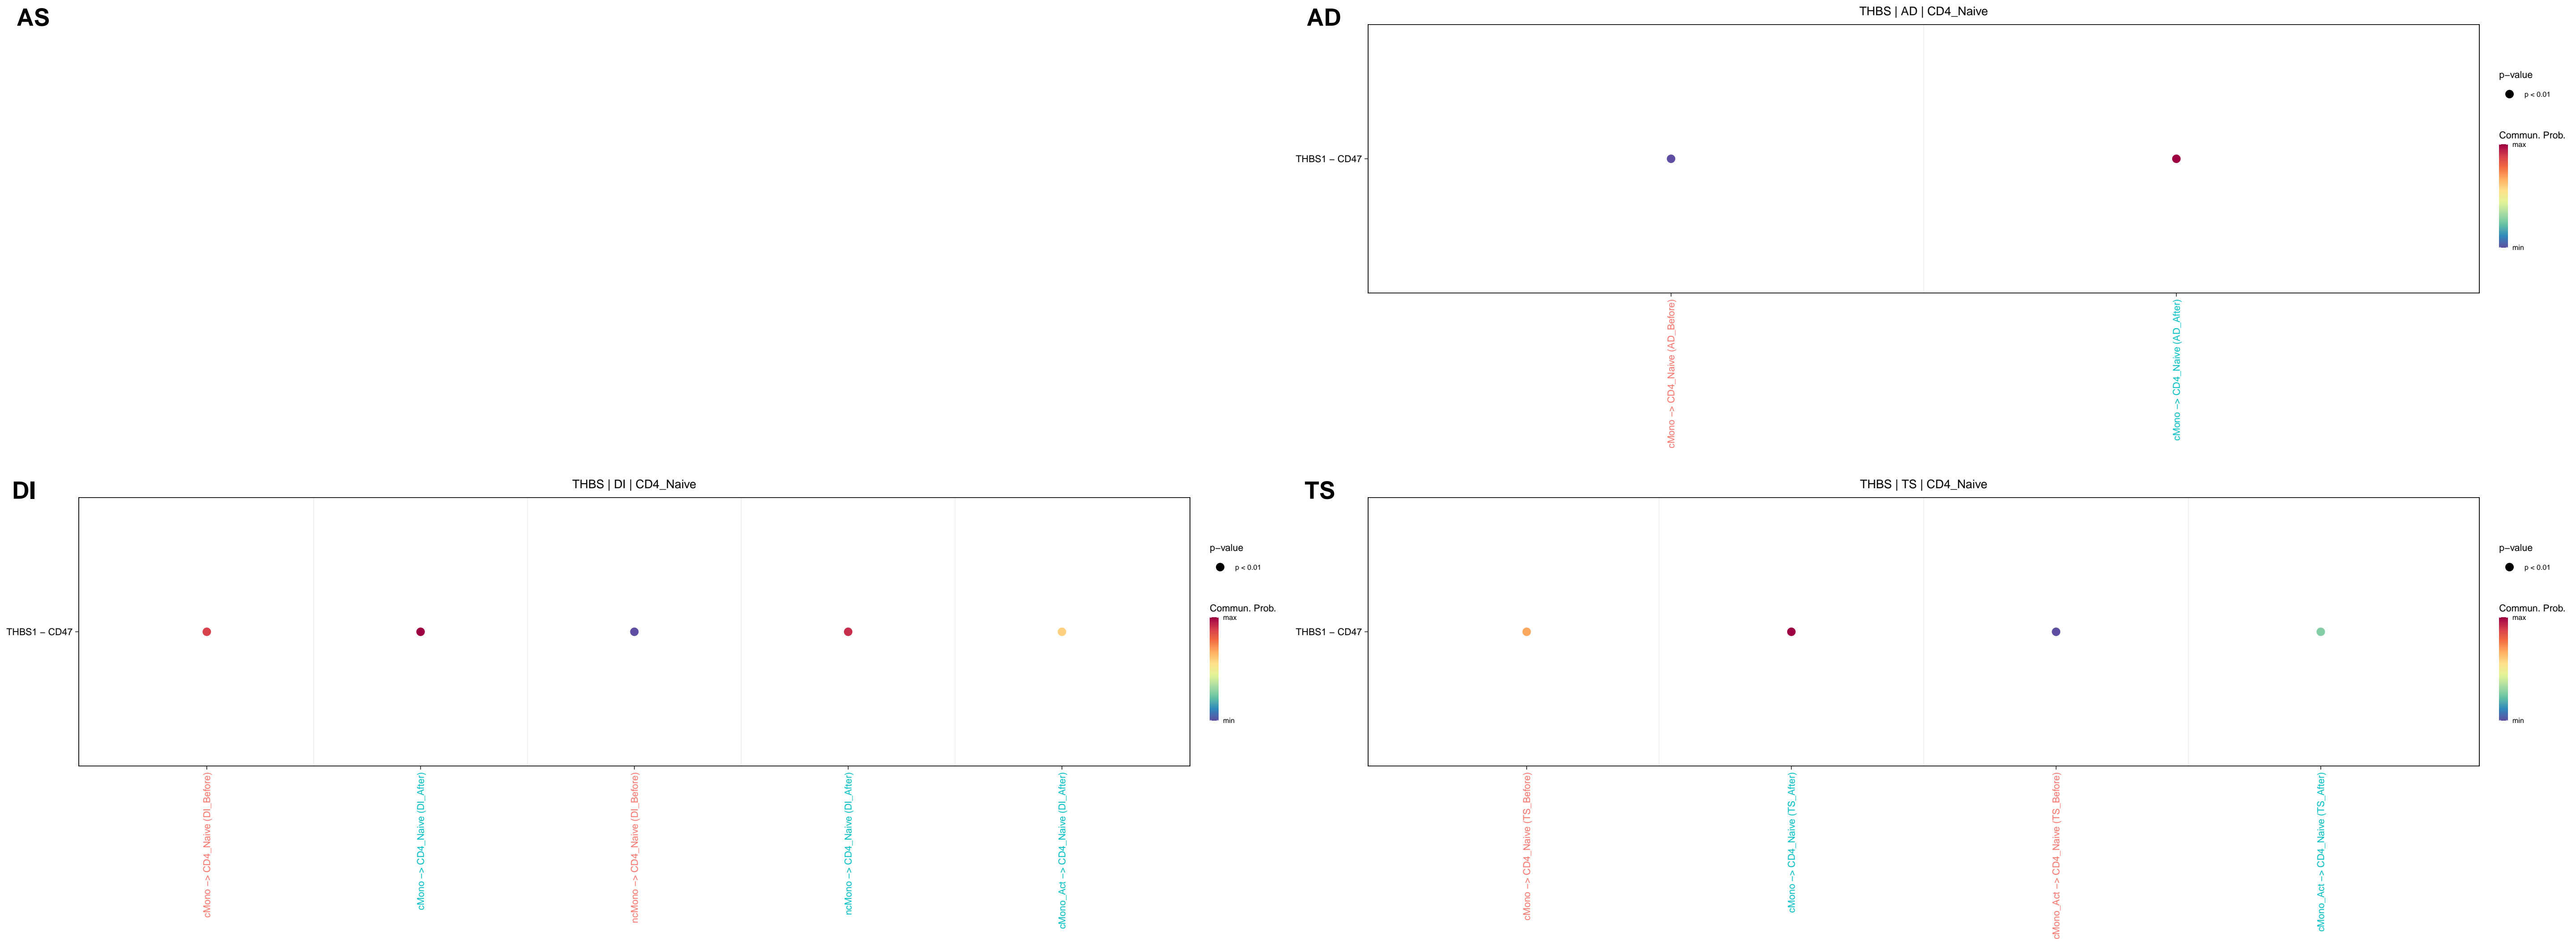 AS
AD
THBS | AD | CD4_Naive
THBS1 − CD47
cMono −> CD4_Naive (AD_Before)
cMono −> CD4_Naive (AD_After)
p−value
p < 0.01
Commun. Prob.
max
min
DI
THBS | DI | CD4_Naive
THBS1 − CD47
cMono −> CD4_Naive (DI_Before)
cMono −> CD4_Naive (DI_After)
ncMono −> CD4_Naive (DI_Before)
ncMono −> CD4_Naive (DI_After)
cMono_Act −> CD4_Naive (DI_After)
p−value
p < 0.01
Commun. Prob.
max
min
TS
THBS | TS | CD4_Naive
THBS1 − CD47
cMono −> CD4_Naive (TS_Before)
cMono −> CD4_Naive (TS_After)
cMono_Act −> CD4_Naive (TS_Before)
cMono_Act −> CD4_Naive (TS_After)
p−value
p < 0.01
Commun. Prob.
max
min